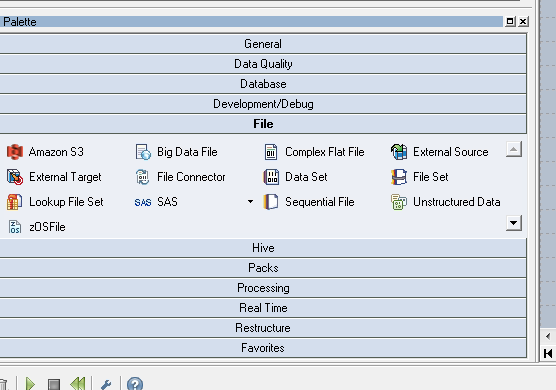 Palette
General
Data Quality
Database
Development/Debug
File
Amazon S3 Big Data File Complex Flat File External Source
External Target File Connector Data Set File Set
Lookup File Set SAS SAS Sequential File Unstructured Data
zOSFile
Hive
Packs
Processing
Real Time
Restructure
Favorites